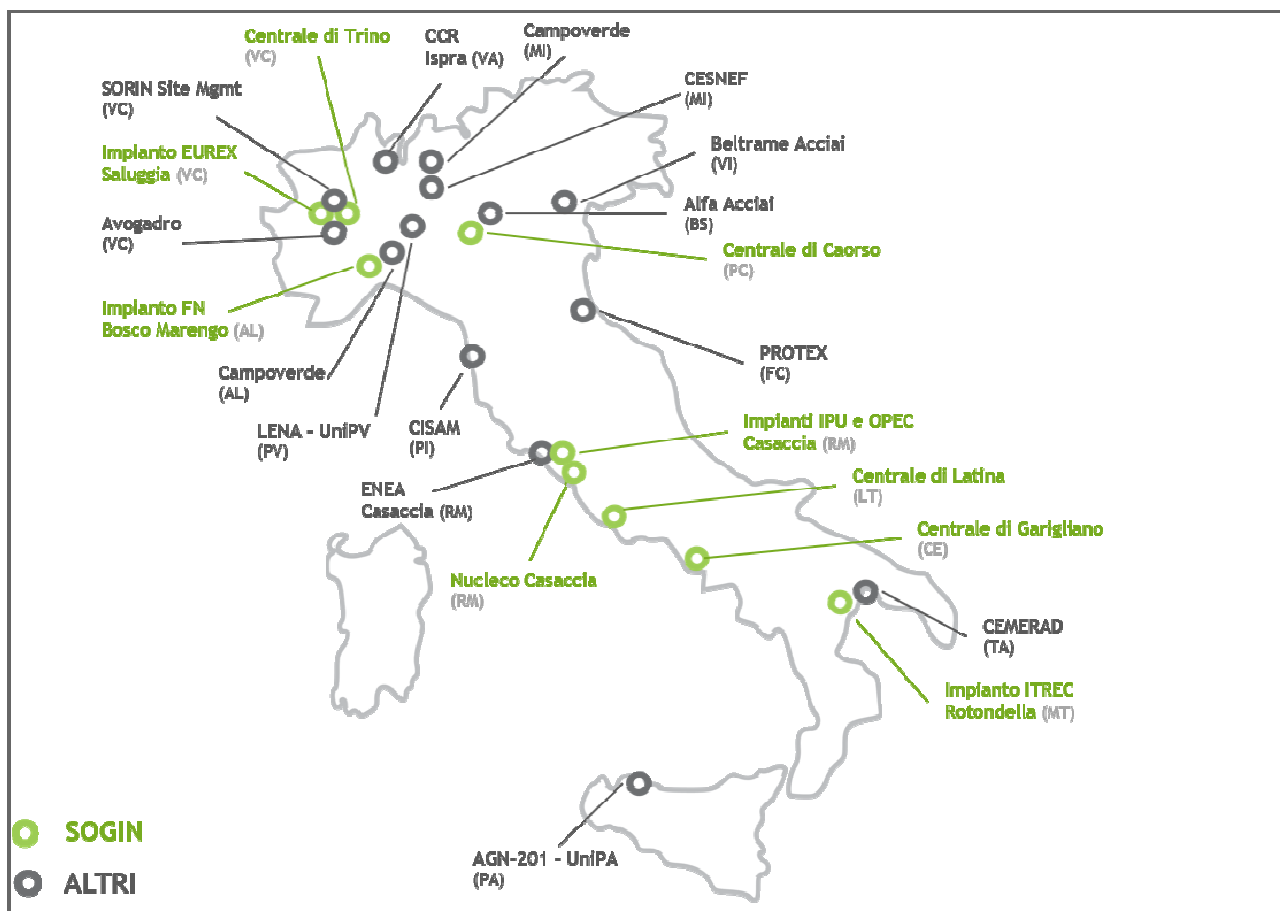 Centrale di Trino
(VC)
CCR
Ispra (VA)
Campoverde
(MI)
SORIN Site Mgmt
(VC)
CESNEF
(MI)
Impianto EUREX
Saluggia (VC)
Beltrame Acciai
(VI)
Avogadro
(VC)
Alfa Acciai
(BS)
Centrale di Caorso
(PC)
Impianto FN
Bosco Marengo (AL)
PROTEX
(FC)
Campoverde
(AL)
LENA - UniPV
(PV)
CISAM
(PI)
Impianti IPU e OPEC
Casaccia (RM)
ENEA
Casaccia (RM)
Centrale di Latina
(LT)
Centrale di Garigliano
(CE)
Nucleco Casaccia
(RM)
CEMERAD
(TA)
Impianto ITREC
Rotondella (MT)
AGN-201 - UniPA
(PA)
SOGIN
ALTRI